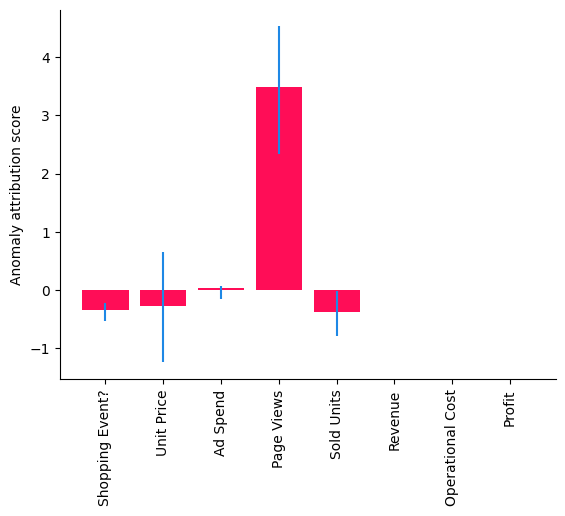 Anomaly attribution score
4
3
2
1
0
−1
Shopping Event?
Unit Price
Ad Spend
Page Views
Sold Units
Revenue
Operational Cost
Profit